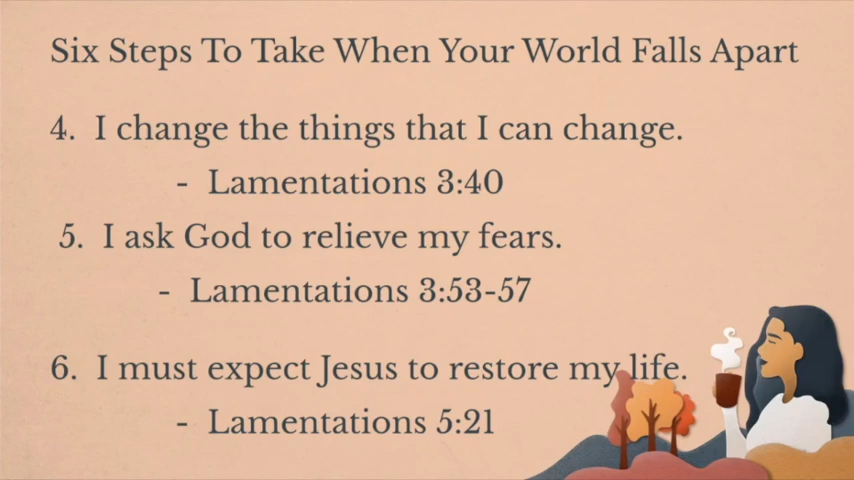 Six Steps To Take When Your World Falls Apart
4. I change the things that I can change.
- Lamentations 3:40
5. I ask God to relieve my fears.
- Lamentations 3:53-57
6. I must expect Jesus to restore my life.
- Lamentations 5:21